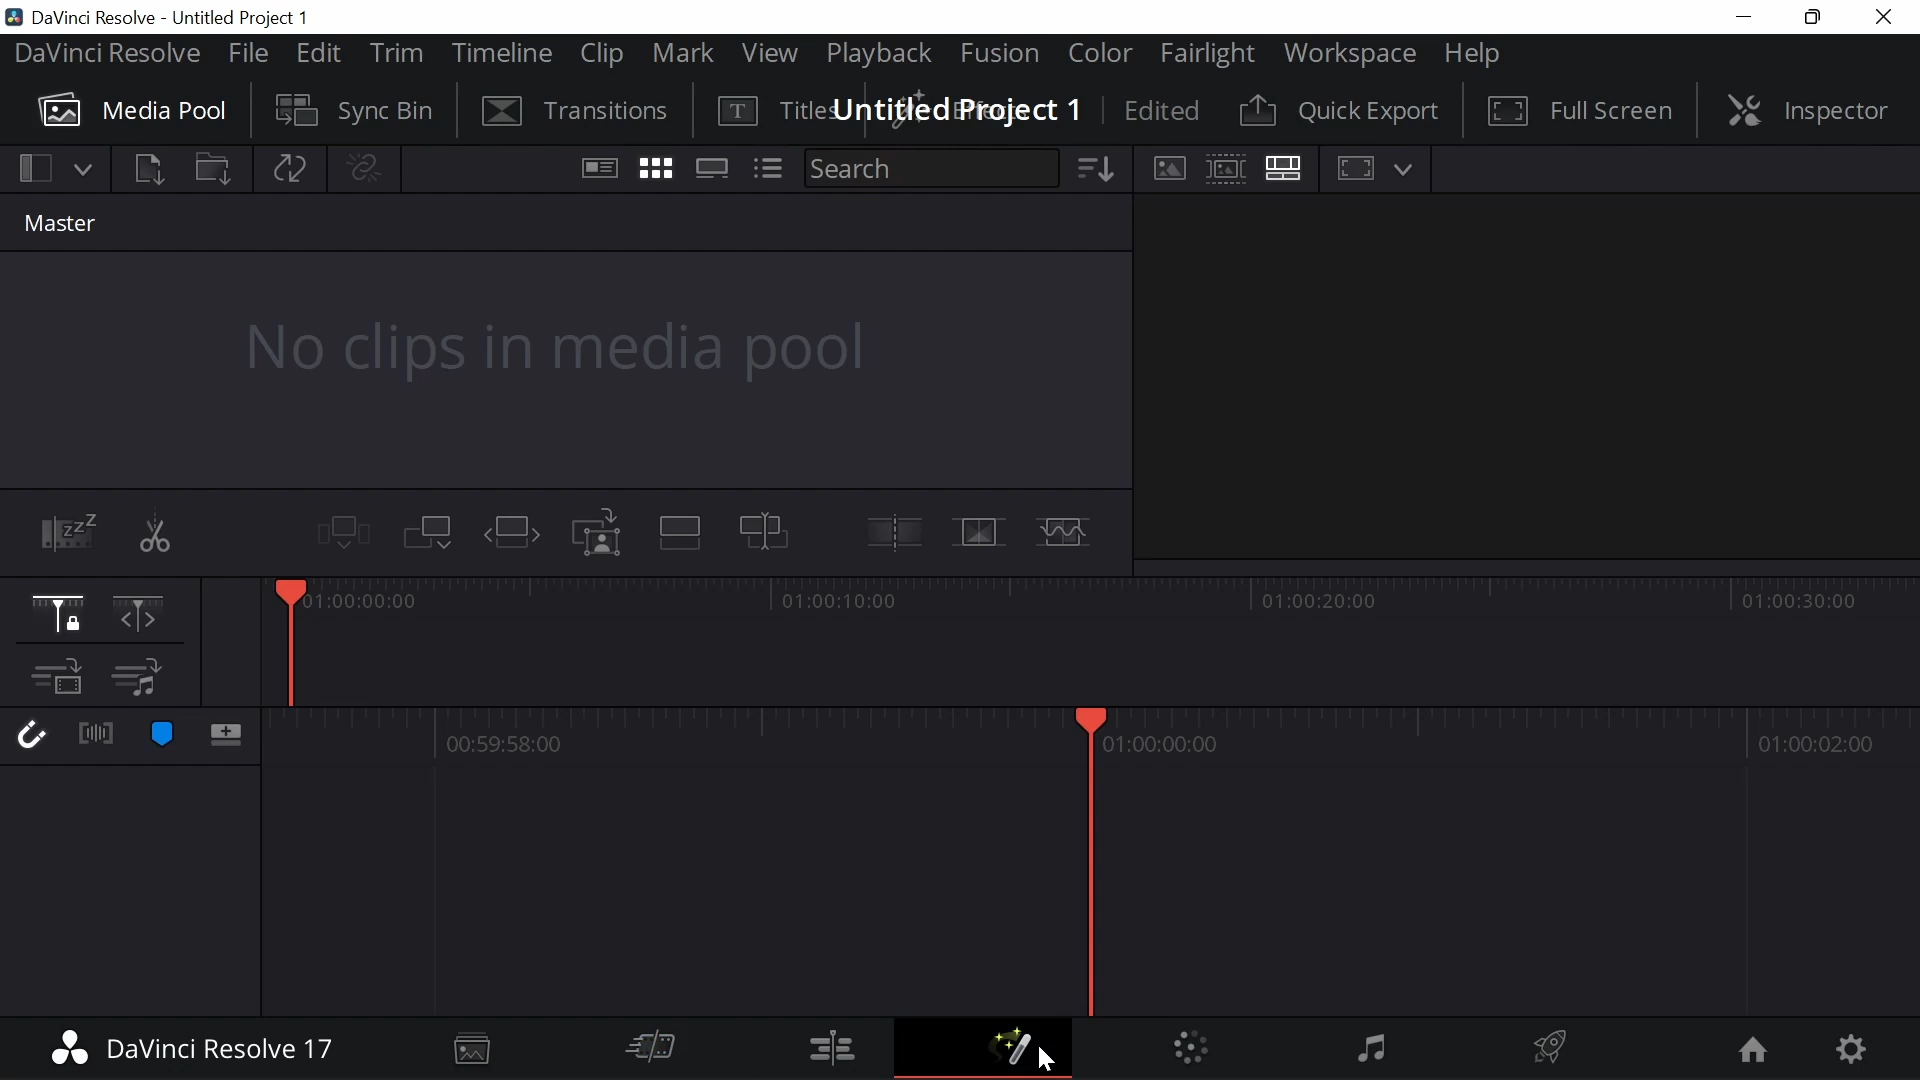 DaVinci Resolve - Untitled Project 1
DaVinci Resolve File Edit Trim Timeline Clip Mark View Playback Fusion Color Fairlight Workspace Help
Media Pool Sync Bin Transitions Titles Untitled Project 1 Edited Quick Export Full Screen Inspector
Search
Master
No clips in media pool
01:00:00:00 01:00:10:00 01:00:20:00 01:00:30:00
00:59:58:00 01:00:00:00 01:00:02:00
DaVinci Resolve 17